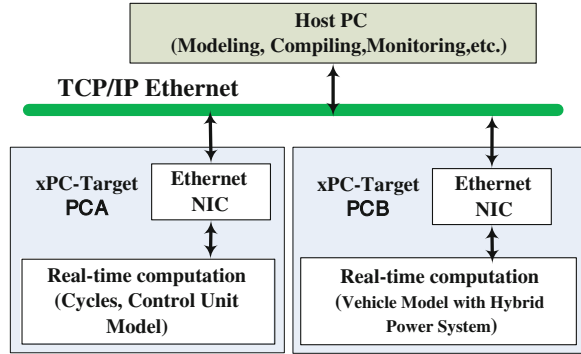 Host PC
(Modeling, Compiling,Monitoring,etc.)
TCP/IP Ethernet
xPC-Target
PCA
Ethernet
NIC
Real-time computation
(Cycles, Control Unit
Model)
xPC-Target
PCB
Ethernet
NIC
Real-time computation
(Vehicle Model with Hybrid
Power System)